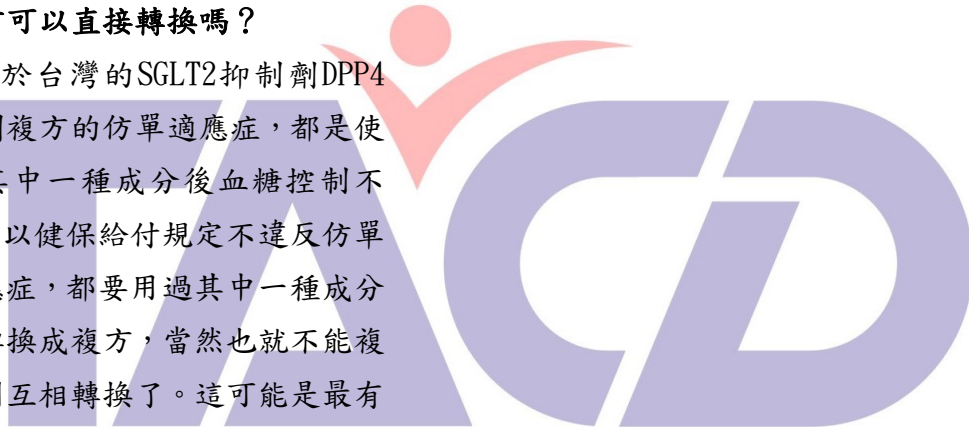 可以直接轉換嗎？
於台灣的SGLT2抑制劑DPP4
複方的仿單適應症，都是使
其中一種成分後血糖控制不
以健保給付規定不違反仿單
症，都要用過其中一種成分
換成複方，當然也就不能複
互相轉換了。這可能是最有
TACD